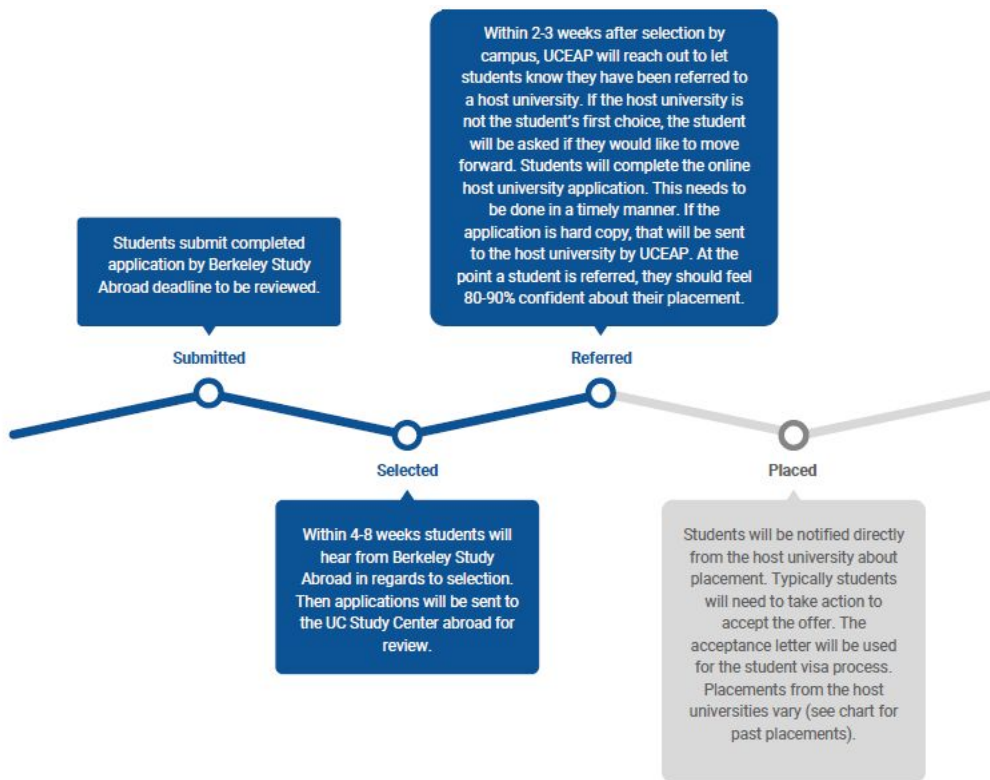 Students submit completed
application by Berkeley Study
Abroad deadline to be reviewed.
Submitted
Within 4-8 weeks students will
hear from Berkeley Study
Abroad in regards to selection.
Then applications will be sent to
the UC Study Center abroad for
review.
Selected
Within 2-3 weeks after selection by
campus, UCEAP will reach out to let
students know they have been referred to
a host university. If the host university is
not the student's first choice, the student
will be asked if they would like to move
forward. Students will complete the online
host university application. This needs to
be done in a timely manner. If the
application is hard copy, that will be sent
to the host university by UCEAP. At the
point a student is referred, they should feel
80-90% confident about their placement.
Referred
Placed
Students will be notified directly
from the host university about
placement. Typically students
will need to take action to
accept the offer. The
acceptance letter will be used
for the student visa process.
Placements from the host
universities vary (see chart for
past placements).